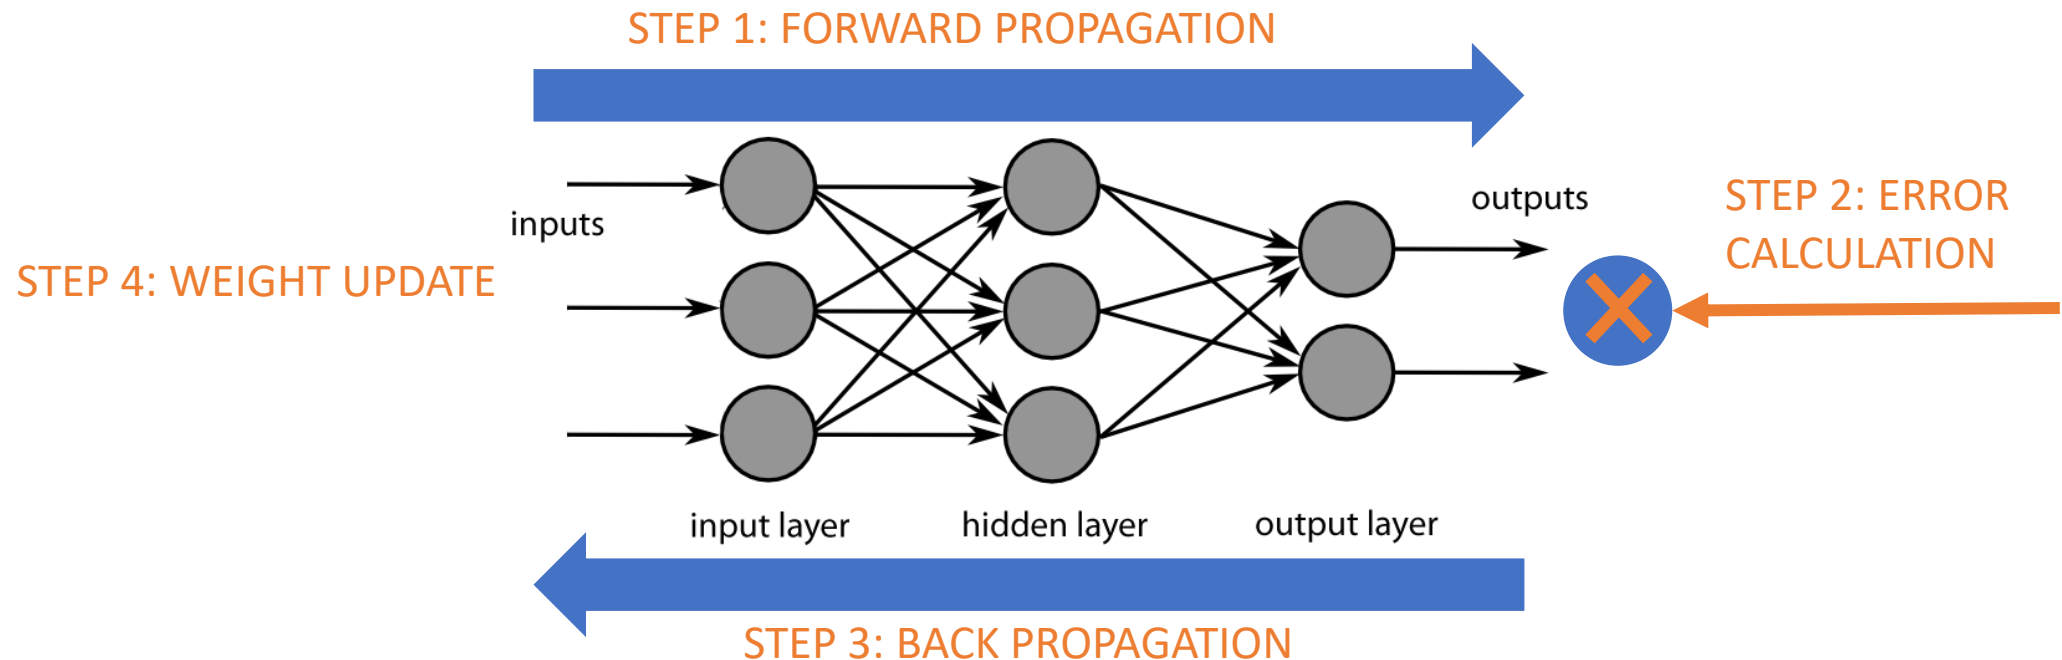 STEP 1: FORWARD PROPAGATION
outputs
STEP 2: ERROR
CALCULATION
inputs
STEP 4: WEIGHT UPDATE
input layer
hidden layer
output layer
STEP 3: BACK PROPAGATION